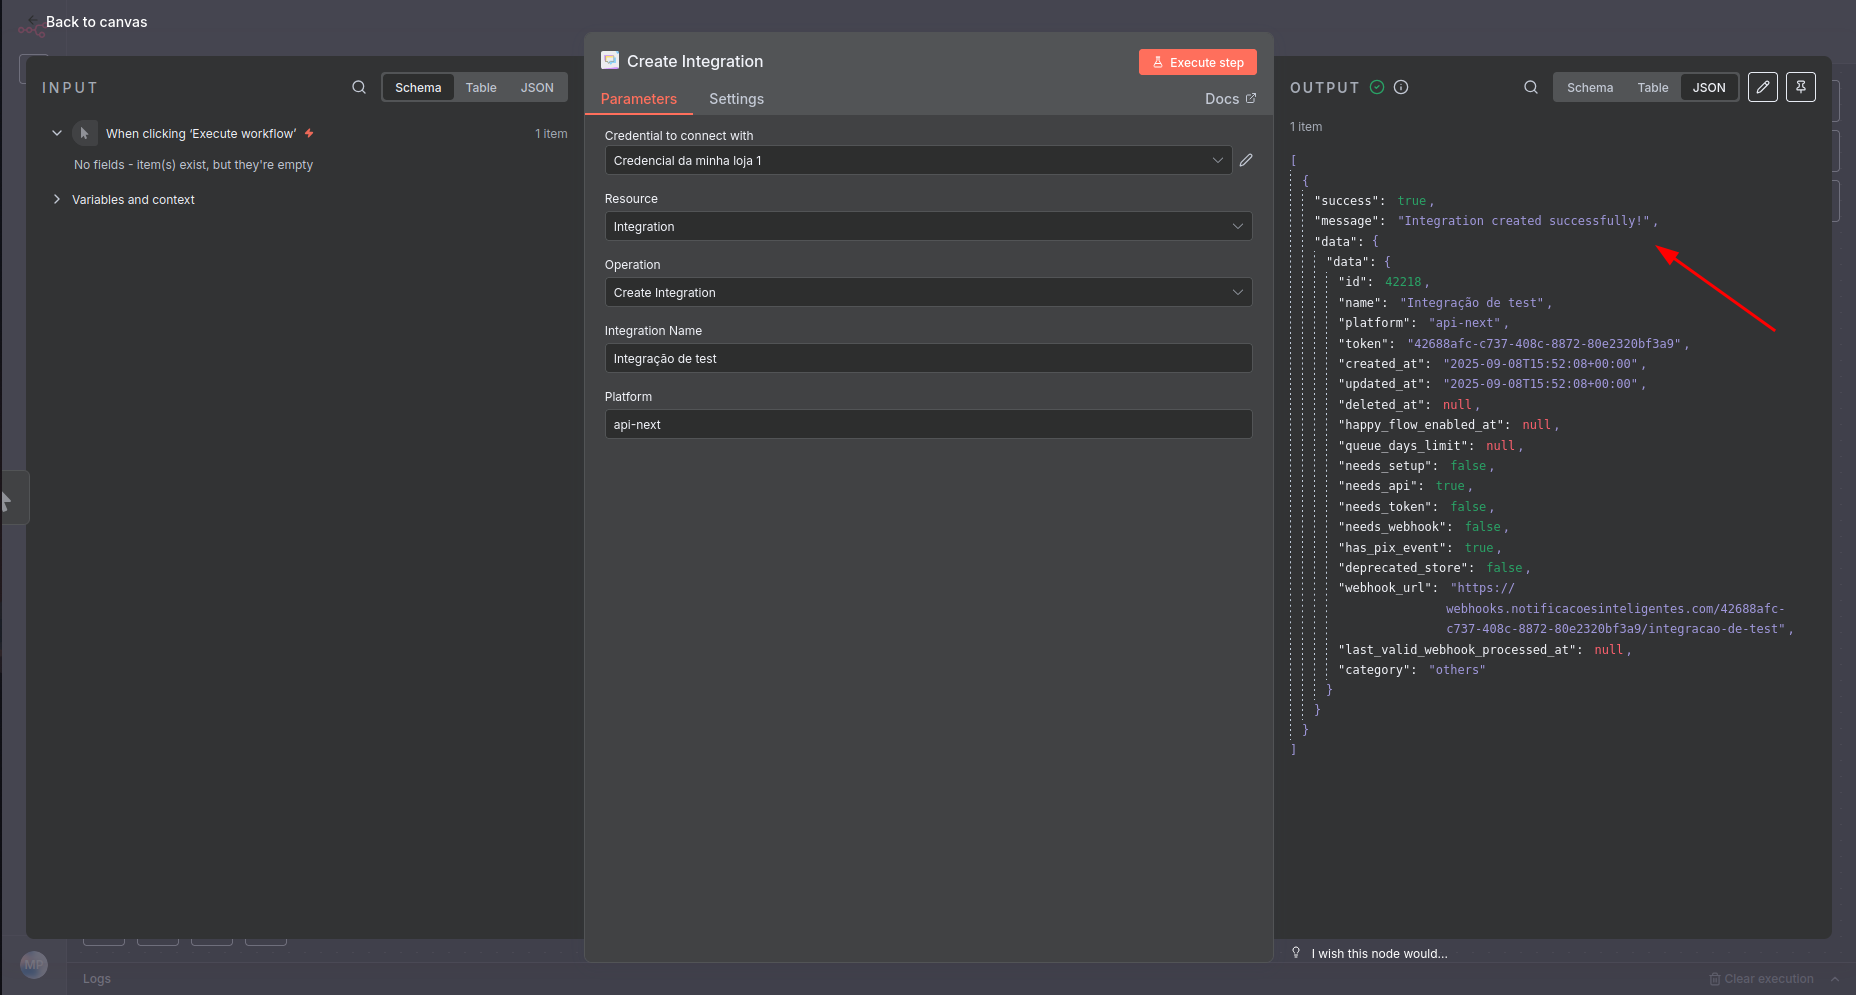 Back to canvas
INPUT
Schema
Table
JSON
When clicking ‘Execute workflow’
1 item
No fields - item(s) exist, but they're empty
Variables and context
Create Integration
Execute step
Parameters
Settings
Docs
Credential to connect with
Credencial da minha loja 1
Resource
Integration
Operation
Create Integration
Integration Name
Integração de test
Platform
api-next
OUTPUT
Schema
Table
JSON
1 item
[
{
"success": true,
"message": "Integration created successfully!",
"data": {
"data": {
"id": 42218,
"name": "Integração de test",
"platform": "api-next",
"token": "42688afc-c737-408c-8872-80e2320bf3a9",
"created_at": "2025-09-08T15:52:08+00:00",
"updated_at": "2025-09-08T15:52:08+00:00",
"deleted_at": null,
"happy_flow_enabled_at": null,
"queue_days_limit": null,
"needs_setup": false,
"needs_api": true,
"needs_token": false,
"needs_webhook": false,
"has_pix_event": true,
"deprecated_store": false,
"webhook_url": "https://
webhooks.notificacoesinteligentes.com/42688afc-
c737-408c-8872-80e2320bf3a9/integracao-de-test",
"last_valid_webhook_processed_at": null,
"category": "others"
}
}
}
]
I wish this node would...
MP
Logs
Clear execution